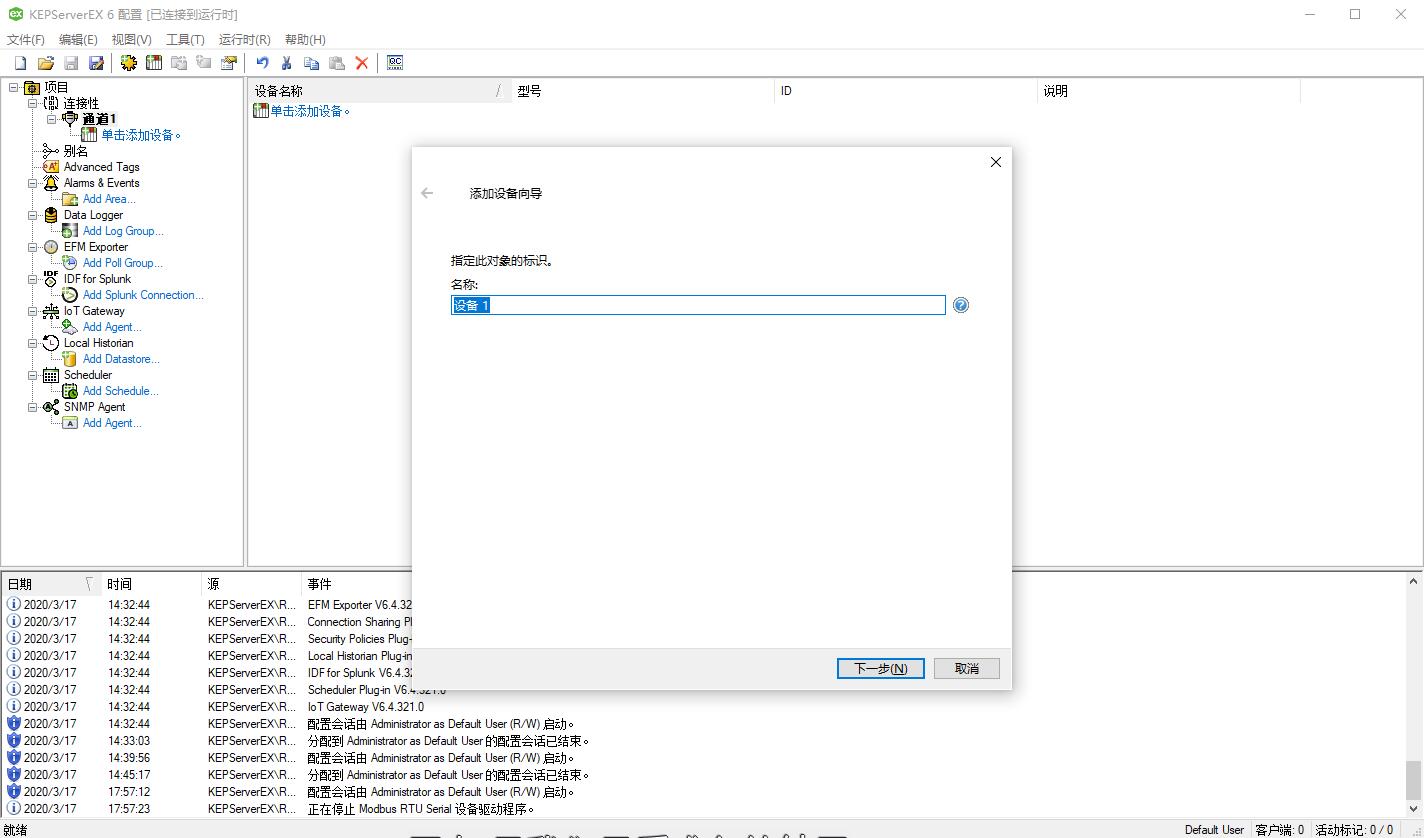 KEPServerEX 6 配置 [已连接到运行时]
文件(F) 编辑(E) 视图(V) 工具(T) 运行时(R) 帮助(H)
项目
连接性
通道1
单击添加设备。
别名
Advanced Tags
Alarms & Events
Add Area...
Data Logger
Add Log Group...
EFM Exporter
Add Poll Group...
IDF for Splunk
Add Splunk Connection...
IoT Gateway
Add Agent...
Local Historian
Add Datastore...
Scheduler
Add Schedule...
SNMP Agent
Add Agent...
设备名称 型号 ID 说明
单击添加设备。
添加设备向导
指定此对象的标识。
名称:
设备 1
下一步(N) 取消
日期 时间 源 事件
2020/3/17 14:32:44 KEPServerEX\R... EFM Exporter V6.4.32
2020/3/17 14:32:44 KEPServerEX\R... Connection Sharing Pl
2020/3/17 14:32:44 KEPServerEX\R... Security Policies Plug-
2020/3/17 14:32:44 KEPServerEX\R... Local Historian Plug-in
2020/3/17 14:32:44 KEPServerEX\R... IDF for Splunk V6.4.32
2020/3/17 14:32:44 KEPServerEX\R... Scheduler Plug-in V6.4.321.0
2020/3/17 14:32:44 KEPServerEX\R... IoT Gateway V6.4.321.0
2020/3/17 14:32:44 KEPServerEX\R... 配置会话由 Administrator as Default User (R/W) 启动。
2020/3/17 14:33:03 KEPServerEX\R... 分配到 Administrator as Default User 的配置会话已结束。
2020/3/17 14:39:56 KEPServerEX\R... 配置会话由 Administrator as Default User (R/W) 启动。
2020/3/17 14:45:17 KEPServerEX\R... 分配到 Administrator as Default User 的配置会话已结束。
2020/3/17 17:57:12 KEPServerEX\R... 配置会话由 Administrator as Default User (R/W) 启动。
2020/3/17 17:57:23 KEPServerEX\R... 正在停止 Modbus RTU Serial 设备驱动程序。
就绪 Default User 客户端: 0 活动标记: 0 / 0